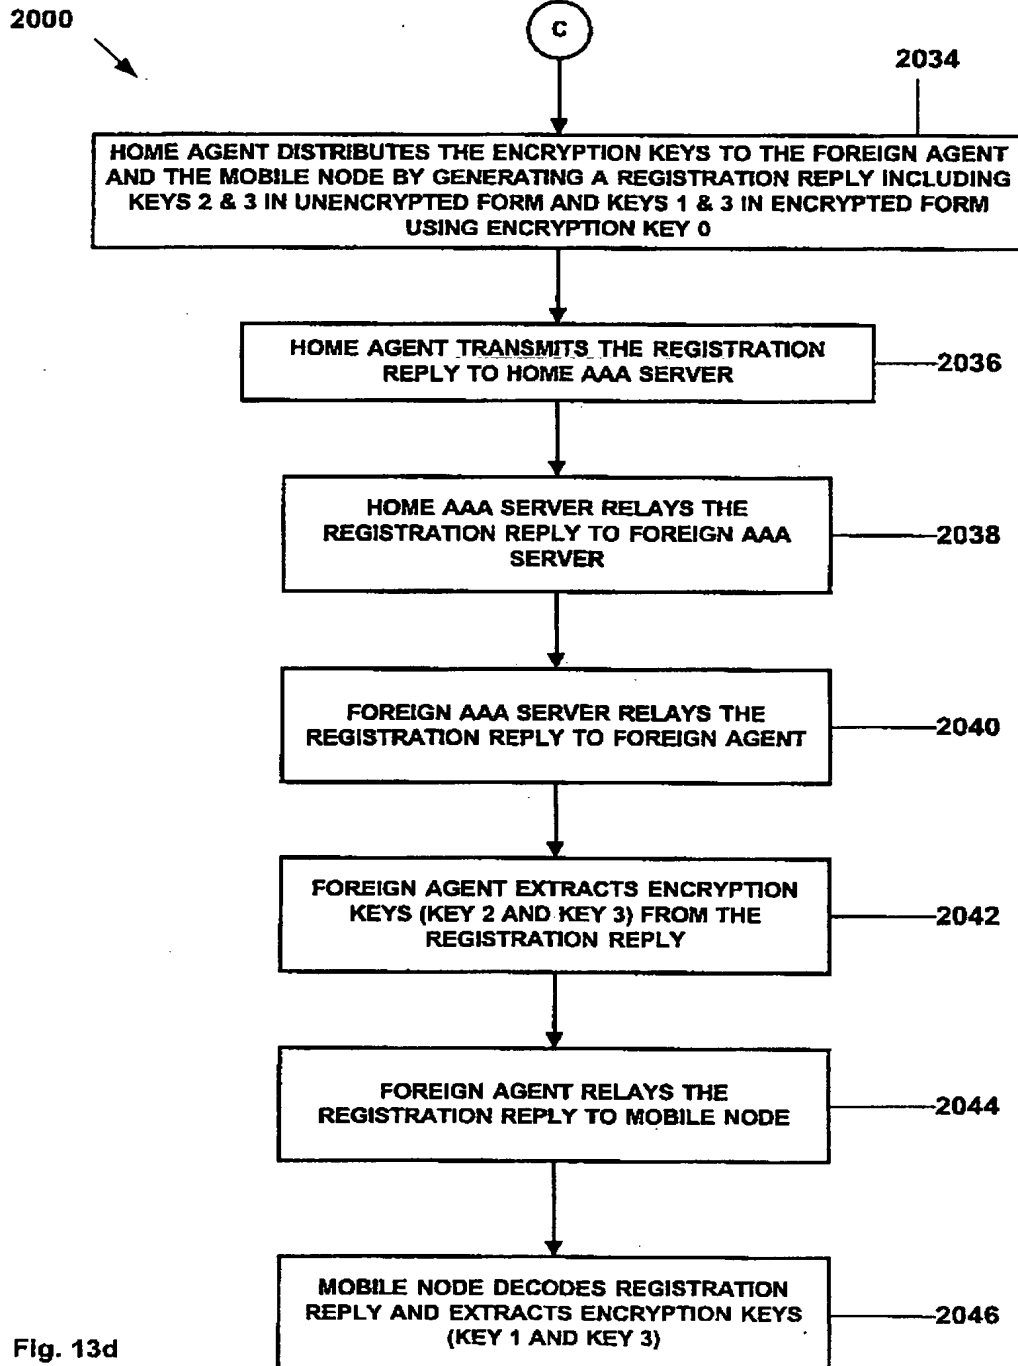 2000
C
2034
HOME AGENT DISTRIBUTES THE ENCRYPTION KEYS TO THE FOREIGN AGENT
AND THE MOBILE NODE BY GENERATING A REGISTRATION REPLY INCLUDING
KEYS 2 & 3 IN UNENCRYPTED FORM AND KEYS 1 & 3 IN ENCRYPTED FORM
USING ENCRYPTION KEY 0
HOME AGENT TRANSMITS THE REGISTRATION
REPLY TO HOME AAA SERVER
2036
HOME AAA SERVER RELAYS THE
REGISTRATION REPLY TO FOREIGN AAA
SERVER
2038
FOREIGN AAA SERVER RELAYS THE
REGISTRATION REPLY TO FOREIGN AGENT
2040
FOREIGN AGENT EXTRACTS ENCRYPTION
KEYS (KEY 2 AND KEY 3) FROM THE
REGISTRATION REPLY
2042
FOREIGN AGENT RELAYS THE
REGISTRATION REPLY TO MOBILE NODE
2044
MOBILE NODE DECODES REGISTRATION
REPLY AND EXTRACTS ENCRYPTION KEYS
(KEY 1 AND KEY 3)
2046
Fig. 13d